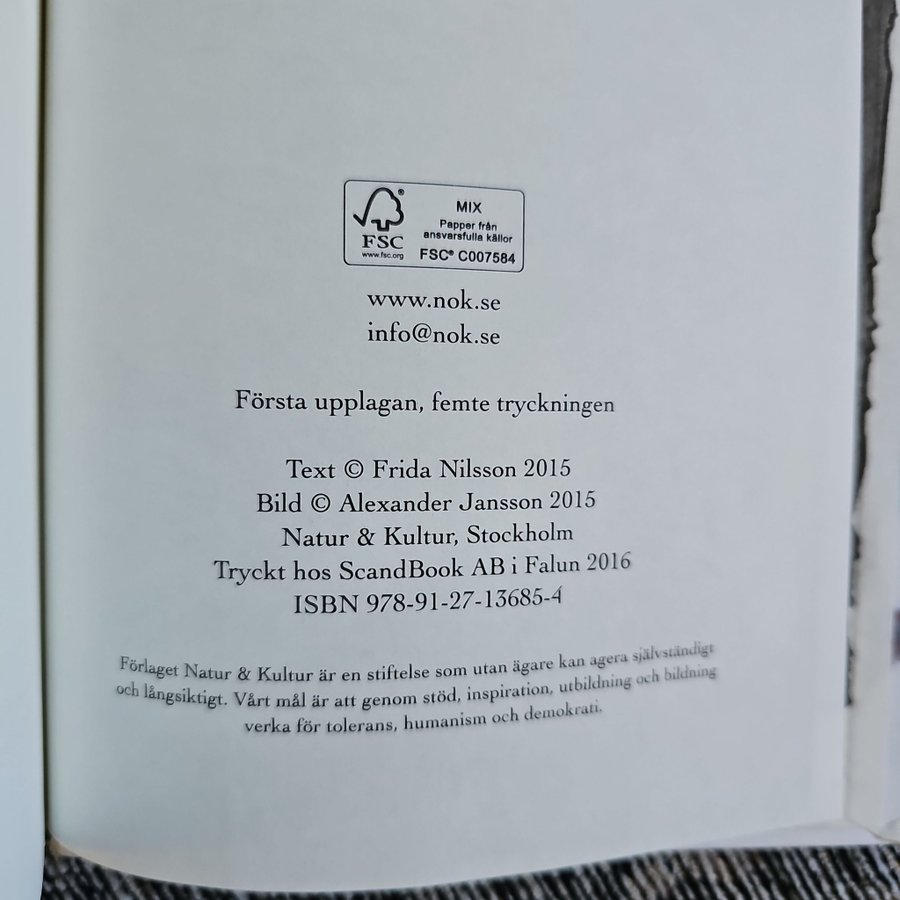 MIX
Papper från
ansvarsfulla källor
FSC® C007584
®
FSC
www.fsc.org
www.nok.se
info@nok.se
Första upplagan, femte tryckningen
Text © Frida Nilsson 2015
Bild © Alexander Jansson 2015
Natur & Kultur, Stockholm
Tryckt hos ScandBook AB i Falun 2016
ISBN 978-91-27-13685-4
Förlaget Natur & Kultur är en stiftelse som utan ägare kan agera självständigt
och långsiktigt. Vårt mål är att genom stöd, inspiration, utbildning och bildning
verka för tolerans, humanism och demokrati.